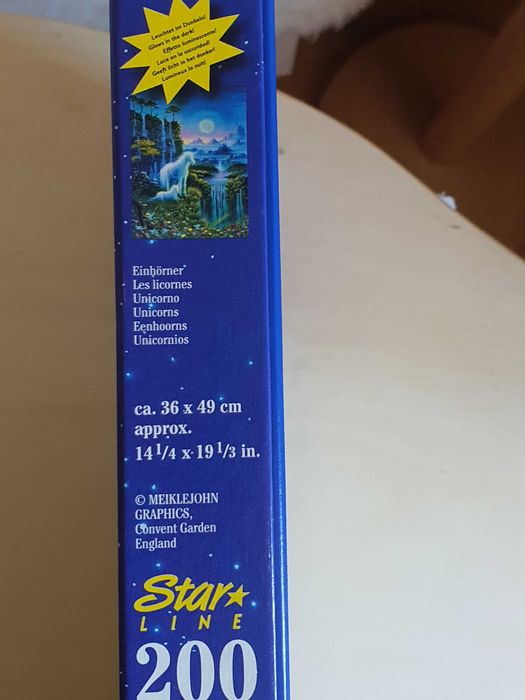 Leuchtet im Dunkeln!
Glows in the dark!
Effetto luminescente!
Luce en la oscuridad!
Geeft licht in het donker!
Lumineux la nuit!
Einhörner
Les licornes
Unicorno
Unicorns
Eenhoorns
Unicornios
ca. 36 x 49 cm
approx.
14 1/4 x 19 1/3 in.
© MEIKLEJOHN
GRAPHICS,
Convent Garden
England
Star
LINE
200